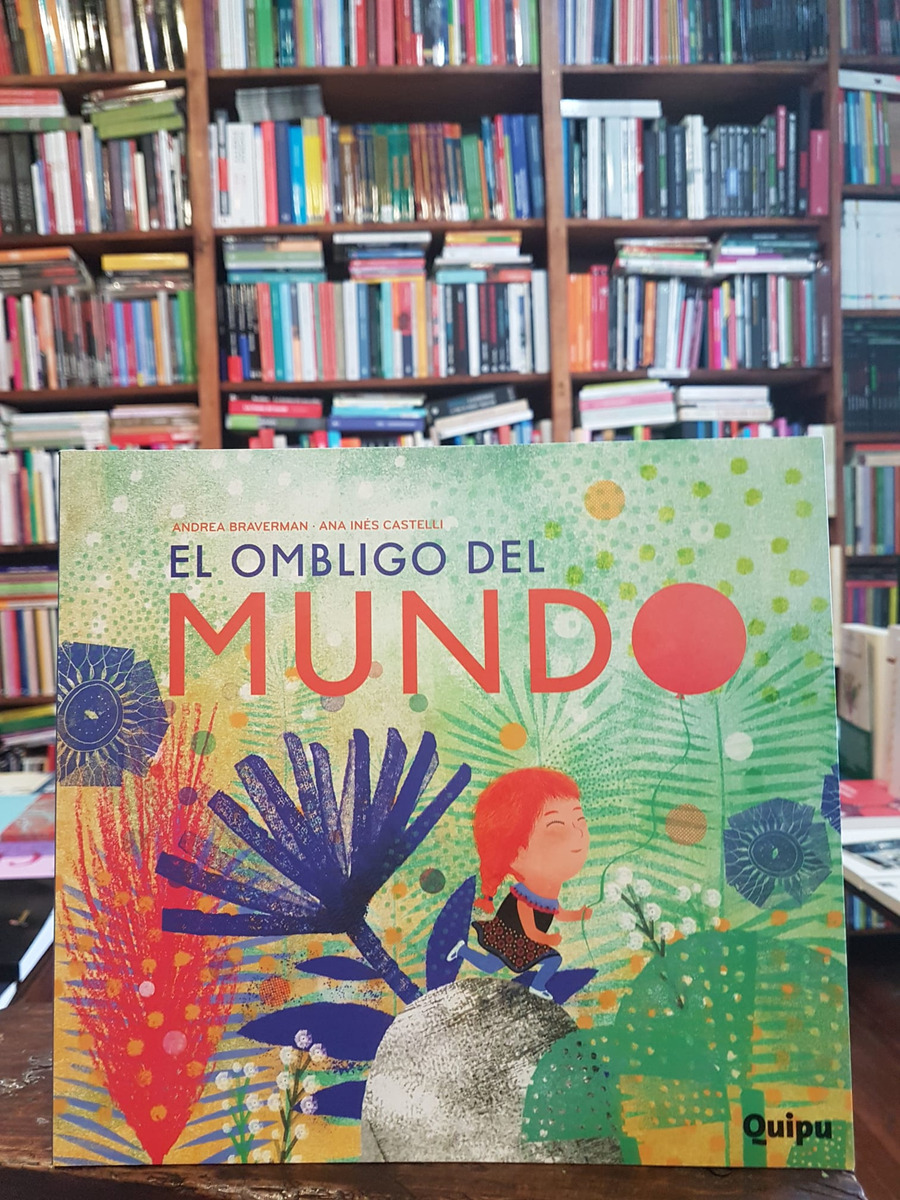 ANDREA BRAVERMAN · ANA INÉS CASTELLI
EL OMBLIGO DEL
MUNDO
Quipu